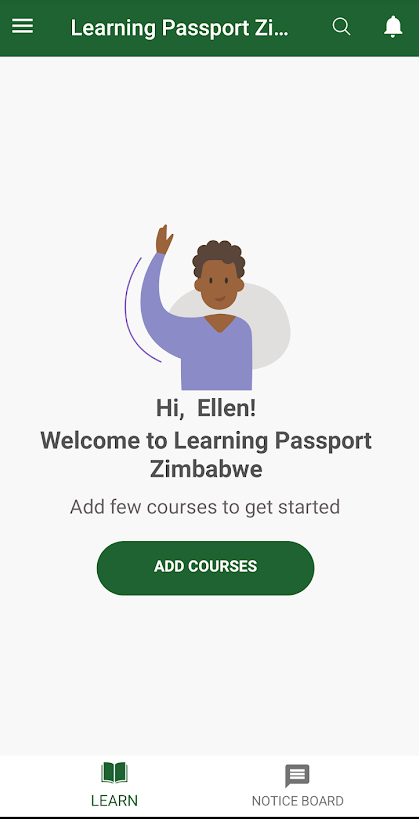 Learning Passport Zi...
Hi,  Ellen!
Welcome to Learning Passport
Zimbabwe
Add few courses to get started
ADD COURSES
LEARN
NOTICE BOARD